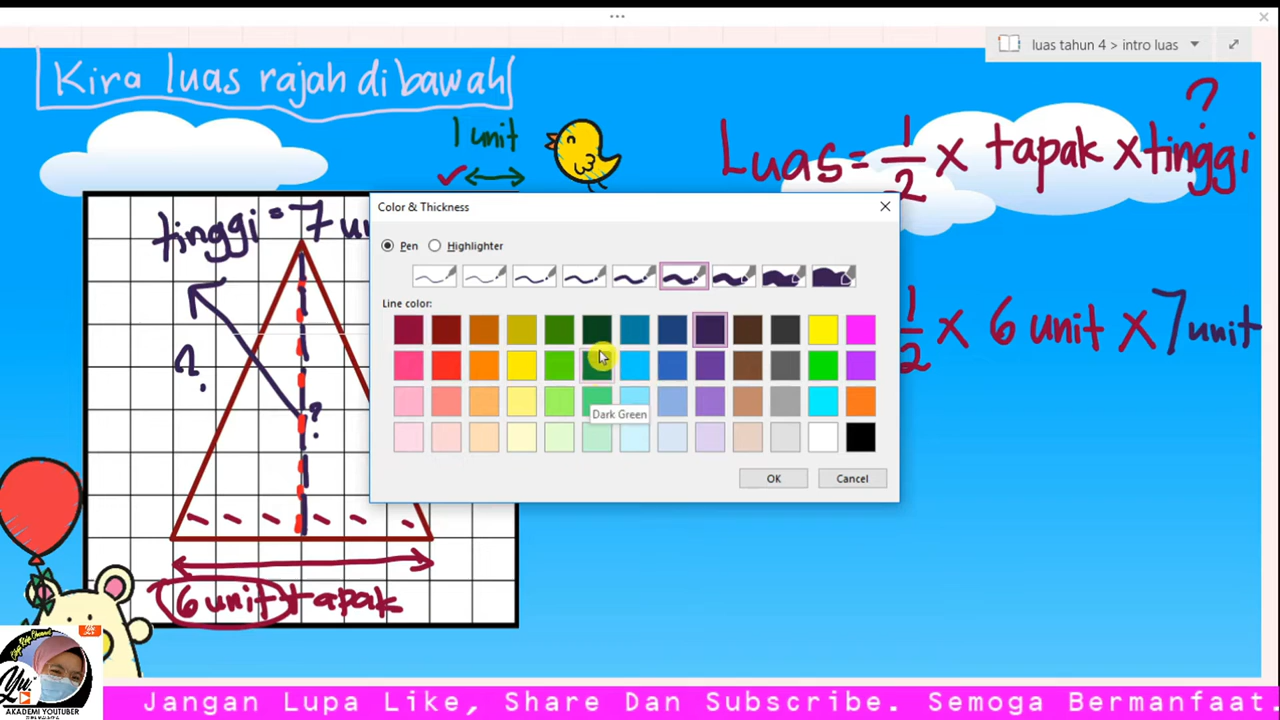 luas tahun 4 > intro luas
Kira luas rajah di bawah
1 unit
?
Luas = 1/2 x tapak x tinggi
tinggi = 7 un
Color & Thickness
Pen Highlighter
Line color:
Dark Green
OK Cancel
1/2 x 6 unit x 7 unit
?
?
6 unit tapak
Yu.
AKADEMI YOUTUBER
Jangan Lupa Like, Share Dan Subscribe. Semoga Bermanfaat.